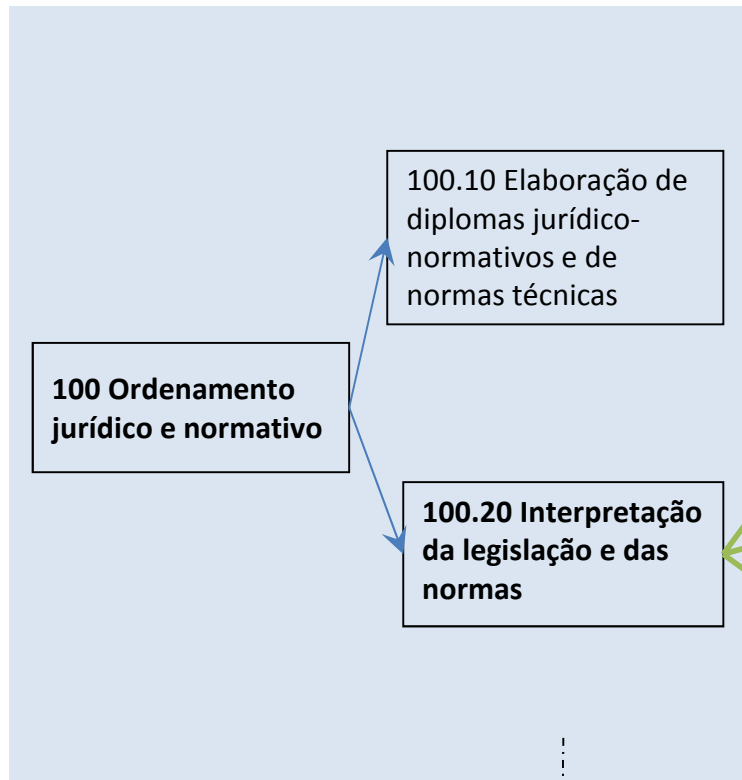 100.10 Elaboração de
diplomas jurídico-
normativos e de
normas técnicas
100 Ordenamento
jurídico e normativo
100.20 Interpretação
da legislação e das
normas